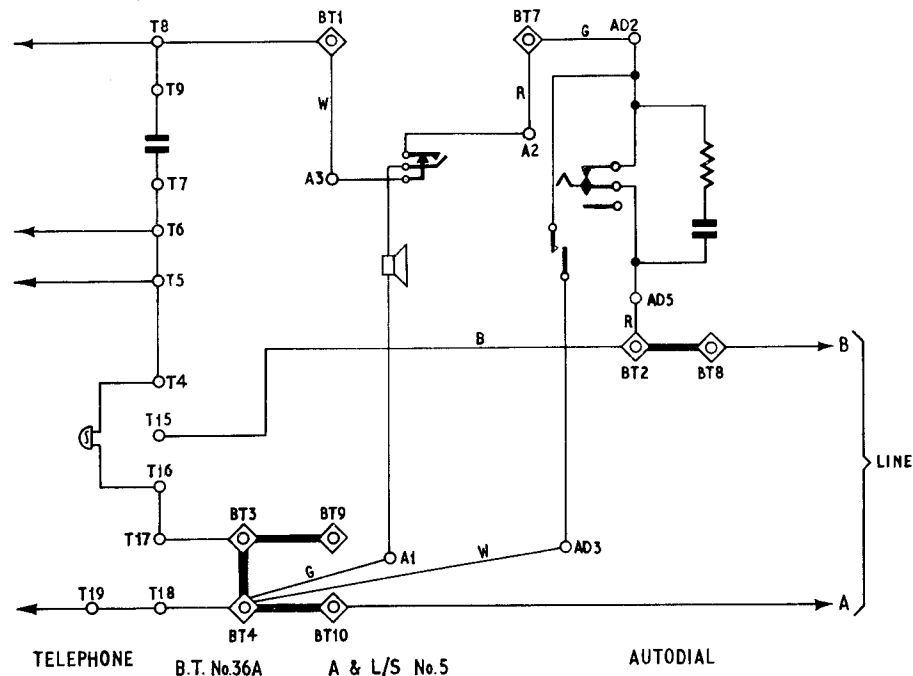 T8
BT1
BT7
G
AD2
T9
W
R
A2
A3
T7
T6
T5
AD5
R
B
B
BT2
BT8
T4
T15
LINE
T16
T17
BT3
BT9
A1
W
AD3
G
T19
T18
A
BT4
BT10
TELEPHONE
B.T. No.36A
A & L/S No.5
AUTODIAL